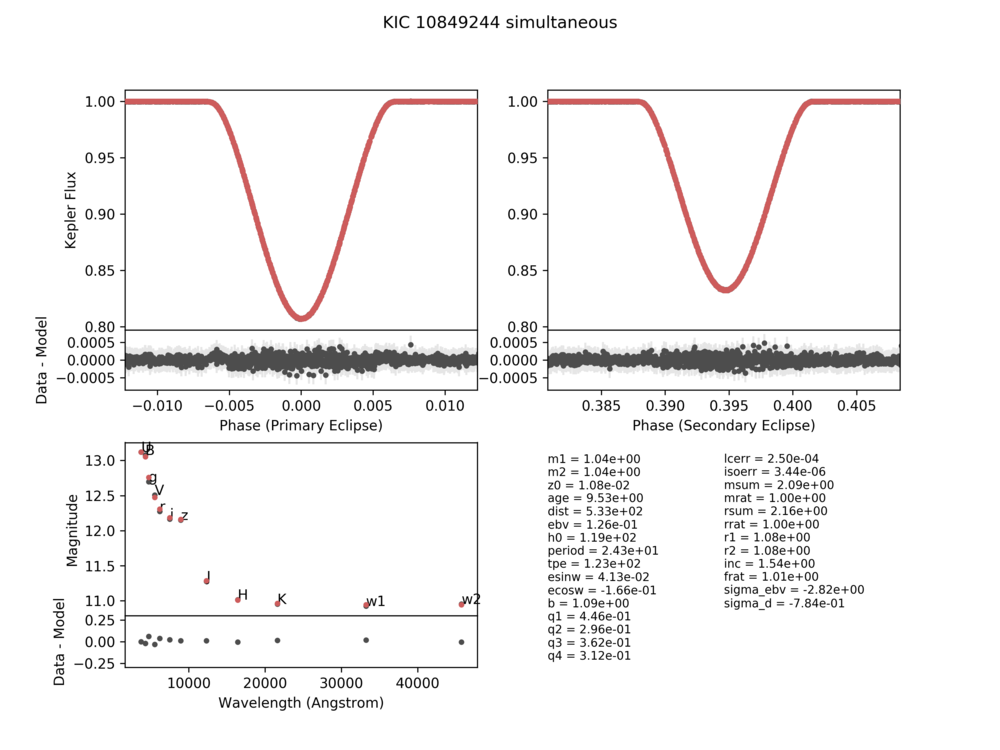 KIC 10849244 simultaneous
Kepler Flux
1.00
0.95
0.90
0.85
0.80
1.00
0.95
0.90
0.85
0.80
Data - Model
0.0005
0.0000
−0.0005
0.0005
0.0000
−0.0005
−0.010 −0.005 0.000 0.005 0.010
Phase (Primary Eclipse)
0.385 0.390 0.395 0.400 0.405
Phase (Secondary Eclipse)
Magnitude
13.0
12.5
12.0
11.5
11.0
U
B
g
V
r
i
z
J
H
K
w1
w2
Data - Model
0.25
0.00
−0.25
10000 20000 30000 40000
Wavelength (Angstrom)
m1 = 1.04e+00
m2 = 1.04e+00
z0 = 1.08e-02
age = 9.53e+00
dist = 5.33e+02
ebv = 1.26e-01
h0 = 1.19e+02
period = 2.43e+01
tpe = 1.23e+02
esinw = 4.13e-02
ecosw = -1.66e-01
b = 1.09e+00
q1 = 4.46e-01
q2 = 2.96e-01
q3 = 3.62e-01
q4 = 3.12e-01
lcerr = 2.50e-04
isoerr = 3.44e-06
msum = 2.09e+00
mrat = 1.00e+00
rsum = 2.16e+00
rrat = 1.00e+00
r1 = 1.08e+00
r2 = 1.08e+00
inc = 1.54e+00
frat = 1.01e+00
sigma_ebv = -2.82e+00
sigma_d = -7.84e-01